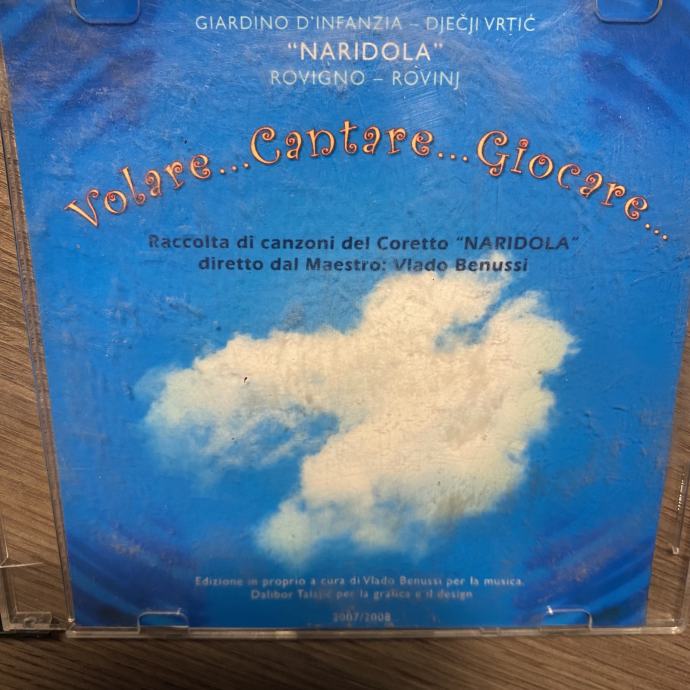 GIARDINO D'INFANZIA – DJEČJI VRTIĆ
"NARIDOLA"
ROVIGNO – ROVINJ
Volare...Cantare...Giocare...
Raccolta di canzoni del Coretto "NARIDOLA"
diretto dal Maestro: Vlado Benussi
Edizione in proprio a cura di Vlado Benussi per la musica.
Dalibor Talajić per la grafica e il design
2007/2008